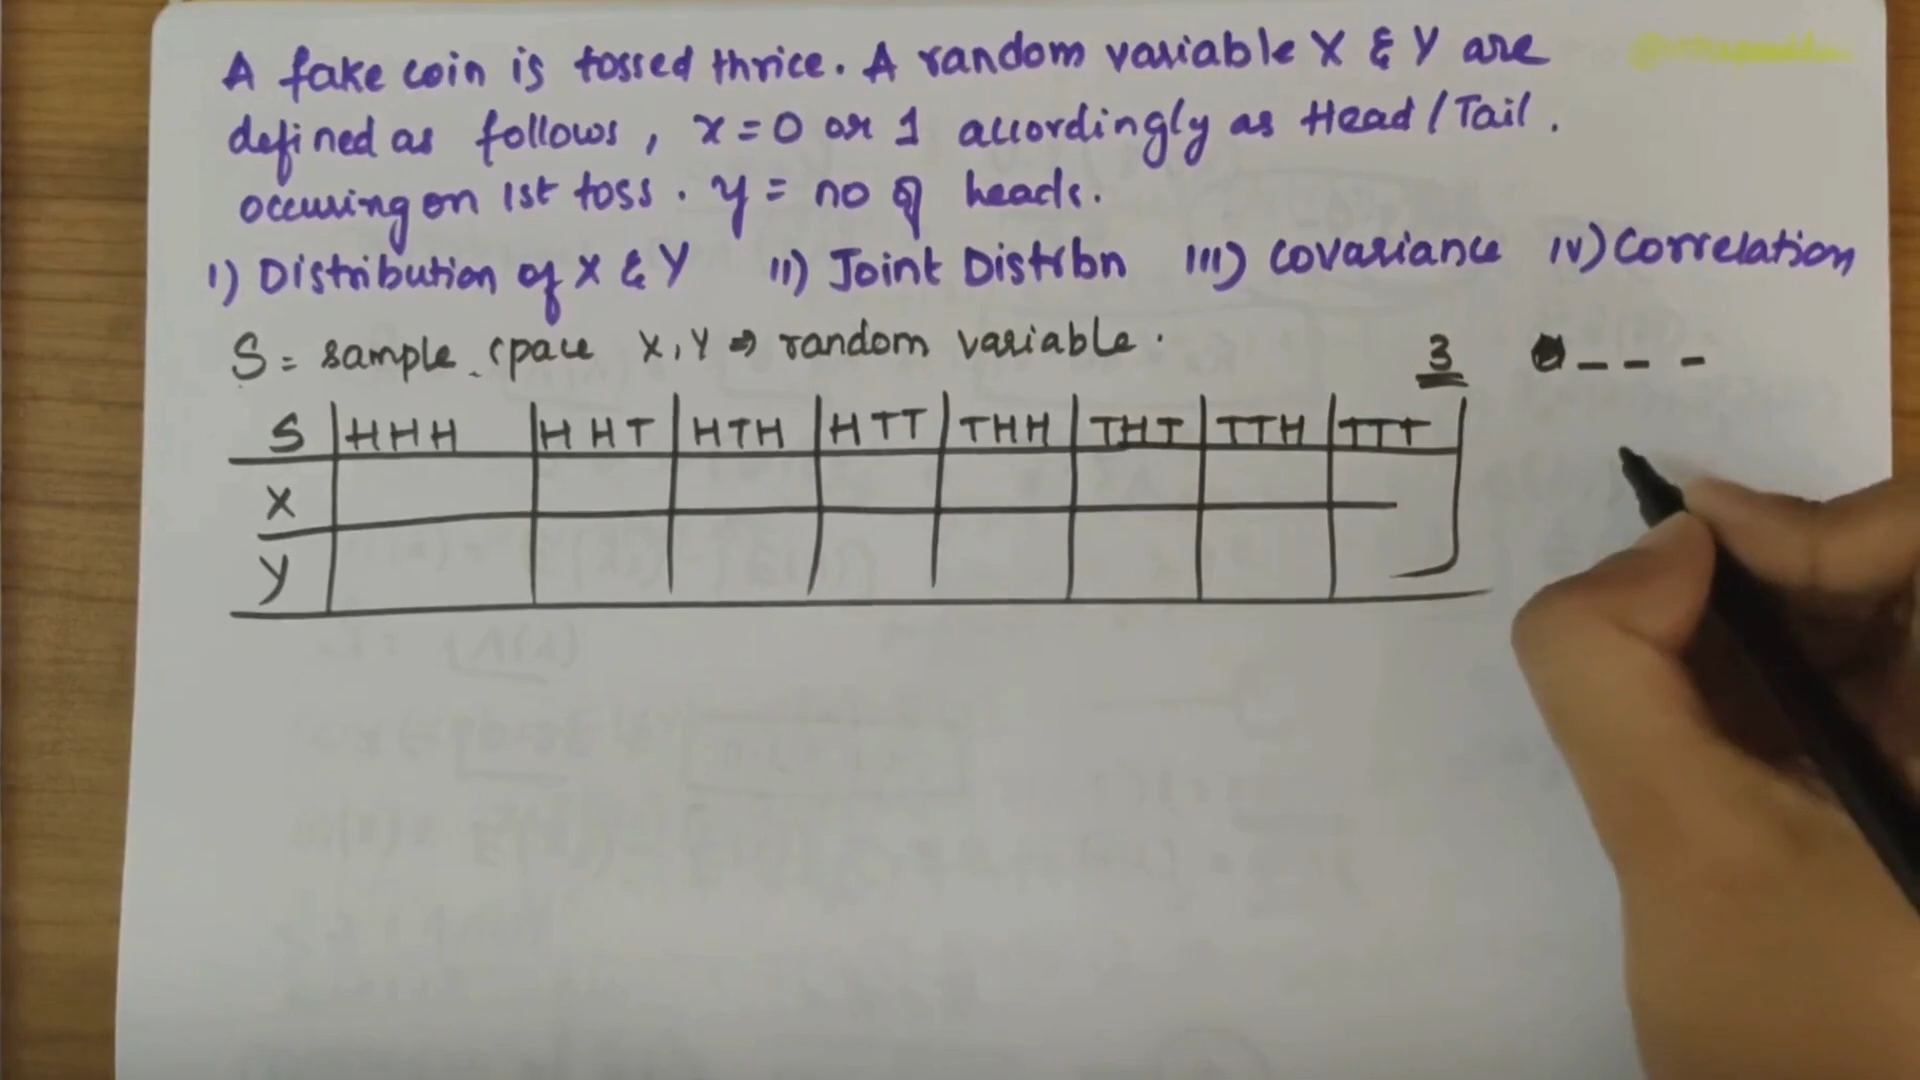 A fake coin is tossed thrice. A random variable X & Y are
defined as follows, x = 0 or 1 accordingly as Head / Tail.
occuring on 1st toss. y = no of heads.
I) Distribution of X & Y II) Joint Distrbn III) Covariance IV) Correlation
S = sample space X, Y ⇒ random variable.
3 _ _ _
S HHH HHT HTH HTT THH THT TTH TTT
X
Y